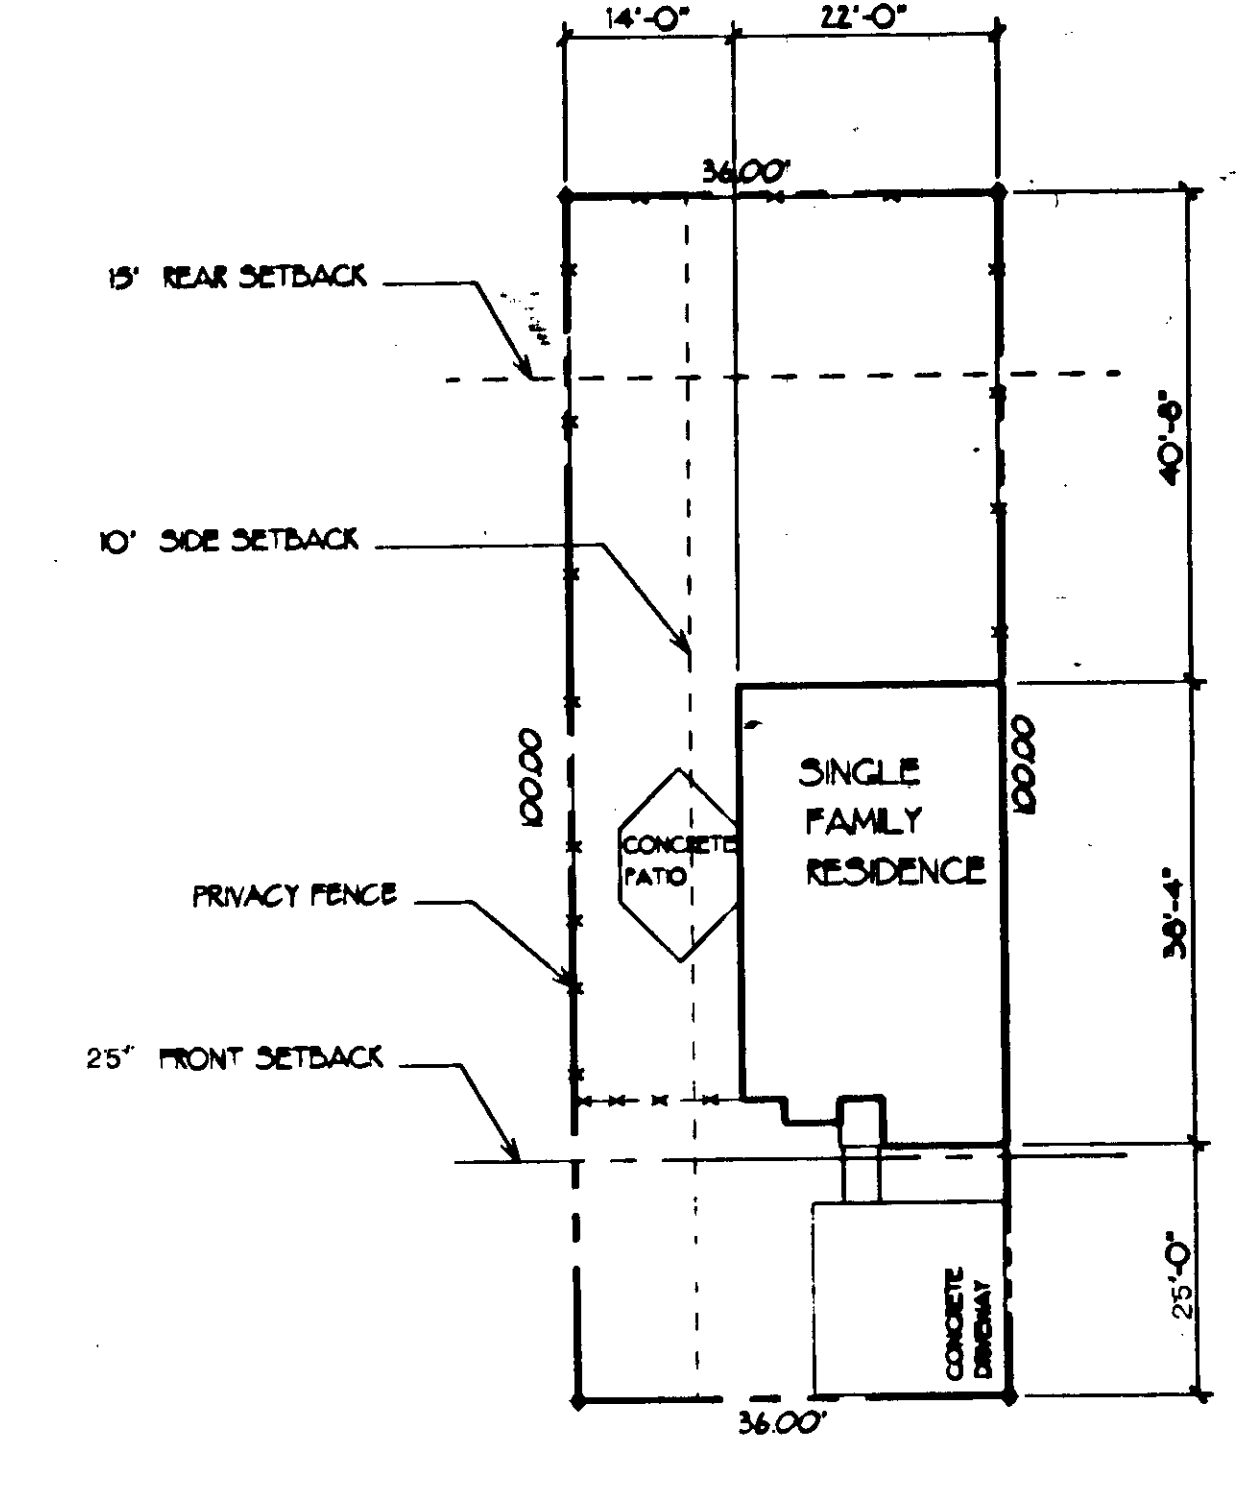 14'-0" 22'-0"
36.00'
15' REAR SETBACK
40'-8"
10' SIDE SETBACK
100.00
100.00
SINGLE
FAMILY
RESIDENCE
CONCRETE
PATIO
PRIVACY FENCE
38'-4"
25' FRONT SETBACK
25'-0"
CONCRETE
DRIVEWAY
36.00'